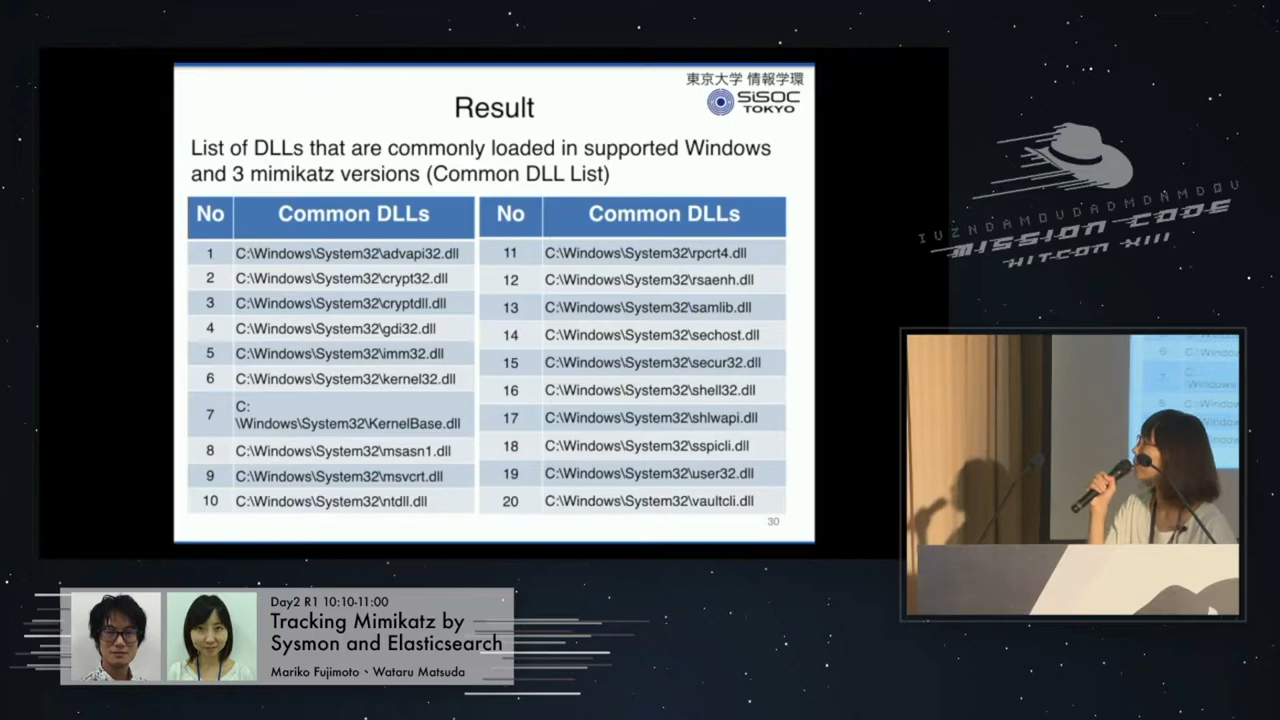 東京大学 情報学環
SiSOC
TOKYO
Result
List of DLLs that are commonly loaded in supported Windows
and 3 mimikatz versions (Common DLL List)
No Common DLLs
1 C:\Windows\System32\advapi32.dll
2 C:\Windows\System32\crypt32.dll
3 C:\Windows\System32\cryptdll.dll
4 C:\Windows\System32\gdi32.dll
5 C:\Windows\System32\imm32.dll
6 C:\Windows\System32\kernel32.dll
7 C:
\Windows\System32\KernelBase.dll
8 C:\Windows\System32\msasn1.dll
9 C:\Windows\System32\msvcrt.dll
10 C:\Windows\System32\ntdll.dll
No Common DLLs
11 C:\Windows\System32\rpcrt4.dll
12 C:\Windows\System32\rsaenh.dll
13 C:\Windows\System32\samlib.dll
14 C:\Windows\System32\sechost.dll
15 C:\Windows\System32\secur32.dll
16 C:\Windows\System32\shell32.dll
17 C:\Windows\System32\shlwapi.dll
18 C:\Windows\System32\sspicli.dll
19 C:\Windows\System32\user32.dll
20 C:\Windows\System32\vaultcli.dll
30
MISSION CODE
HITCON XIII
Day2 R1 10:10-11:00
Tracking Mimikatz by
Sysmon and Elasticsearch
Mariko Fujimoto、Wataru Matsuda